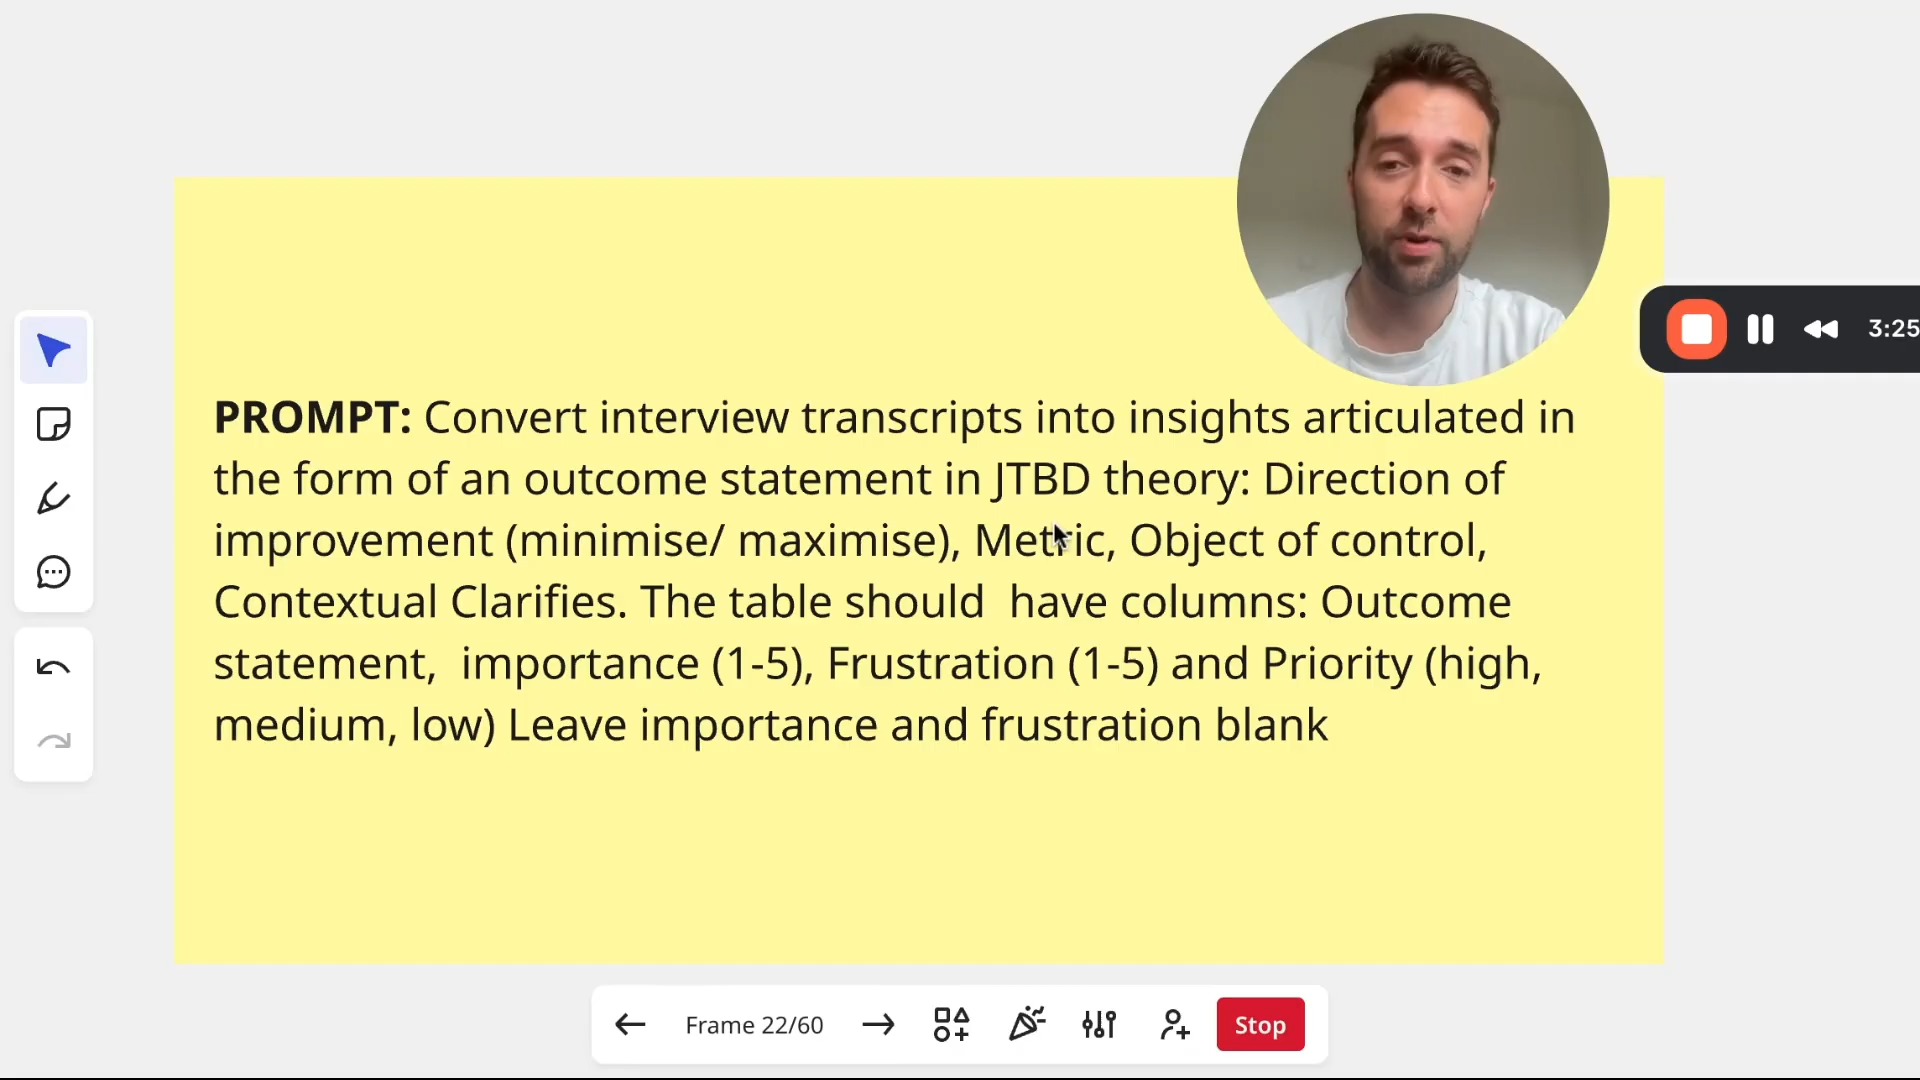 3:25
PROMPT: Convert interview transcripts into insights articulated in
the form of an outcome statement in JTBD theory: Direction of
improvement (minimise/ maximise), Metric, Object of control,
Contextual Clarifies. The table should  have columns: Outcome
statement,  importance (1-5), Frustration (1-5) and Priority (high,
medium, low) Leave importance and frustration blank
Frame 22/60
Stop